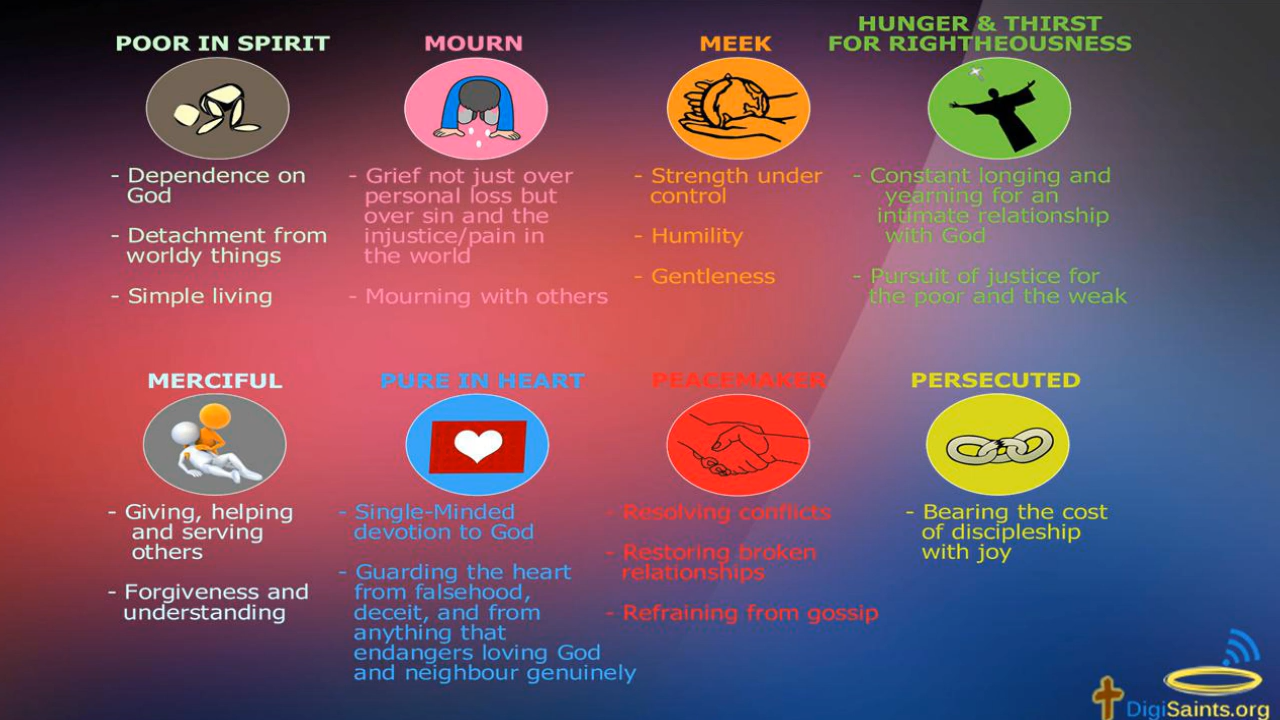 POOR IN SPIRIT
- Dependence on
God
- Detachment from
worldy things
- Simple living
MOURN
- Grief not just over
personal loss but
over sin and the
injustice/pain in
the world
- Mourning with others
MEEK
- Strength under
control
- Humility
- Gentleness
HUNGER & THIRST
FOR RIGHTHEOUSNESS
- Constant longing and
yearning for an
intimate relationship
with God
- Pursuit of justice for
the poor and the weak
MERCIFUL
- Giving, helping
and serving
others
- Forgiveness and
understanding
PURE IN HEART
- Single-Minded
devotion to God
- Guarding the heart
from falsehood,
deceit, and from
anything that
endangers loving God
and neighbour genuinely
PEACEMAKER
- Resolving conflicts
- Restoring broken
relationships
- Refraining from gossip
PERSECUTED
- Bearing the cost
of discipleship
with joy
DigiSaints.org